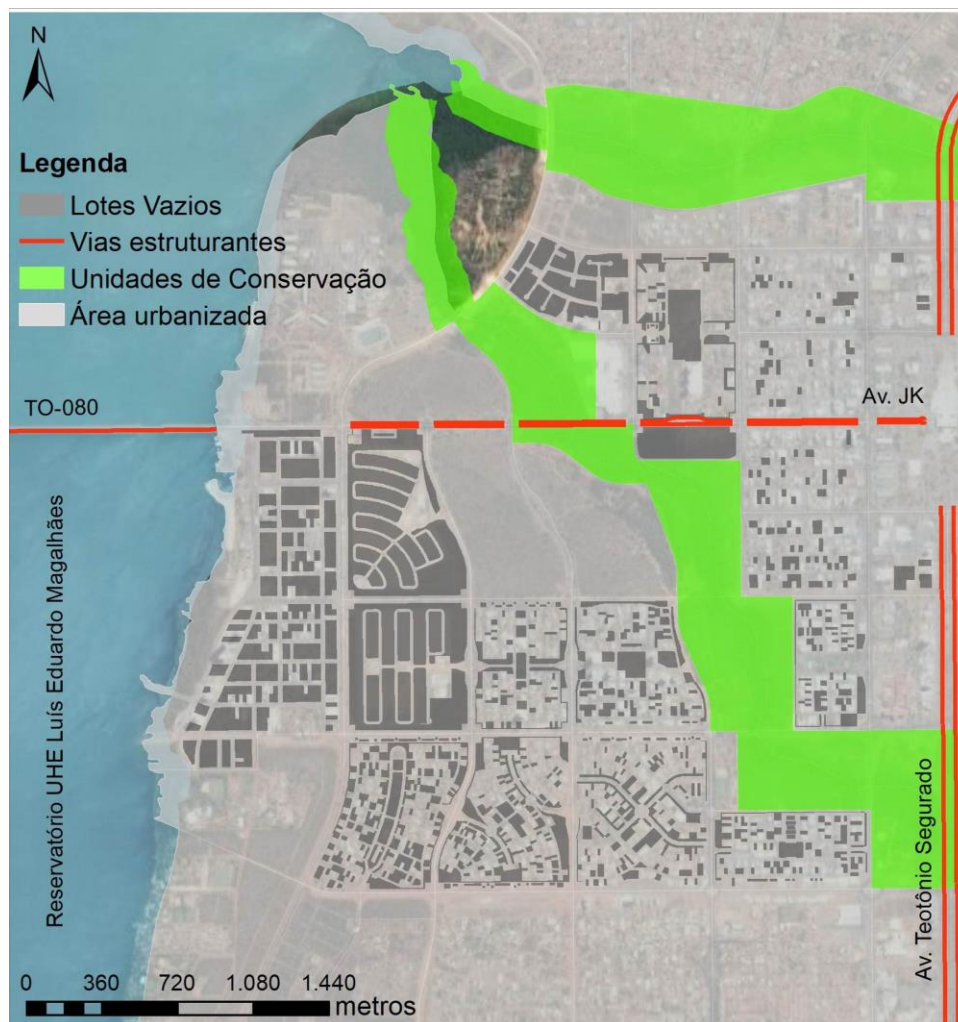 N
Legenda
Lotes Vazios
Vias estruturantes
Unidades de Conservação
Área urbanizada
TO-080
Av. JK
Reservatório UHE Luís Eduardo Magalhães
Av. Teotônio Segurado
0 360 720 1.080 1.440
metros